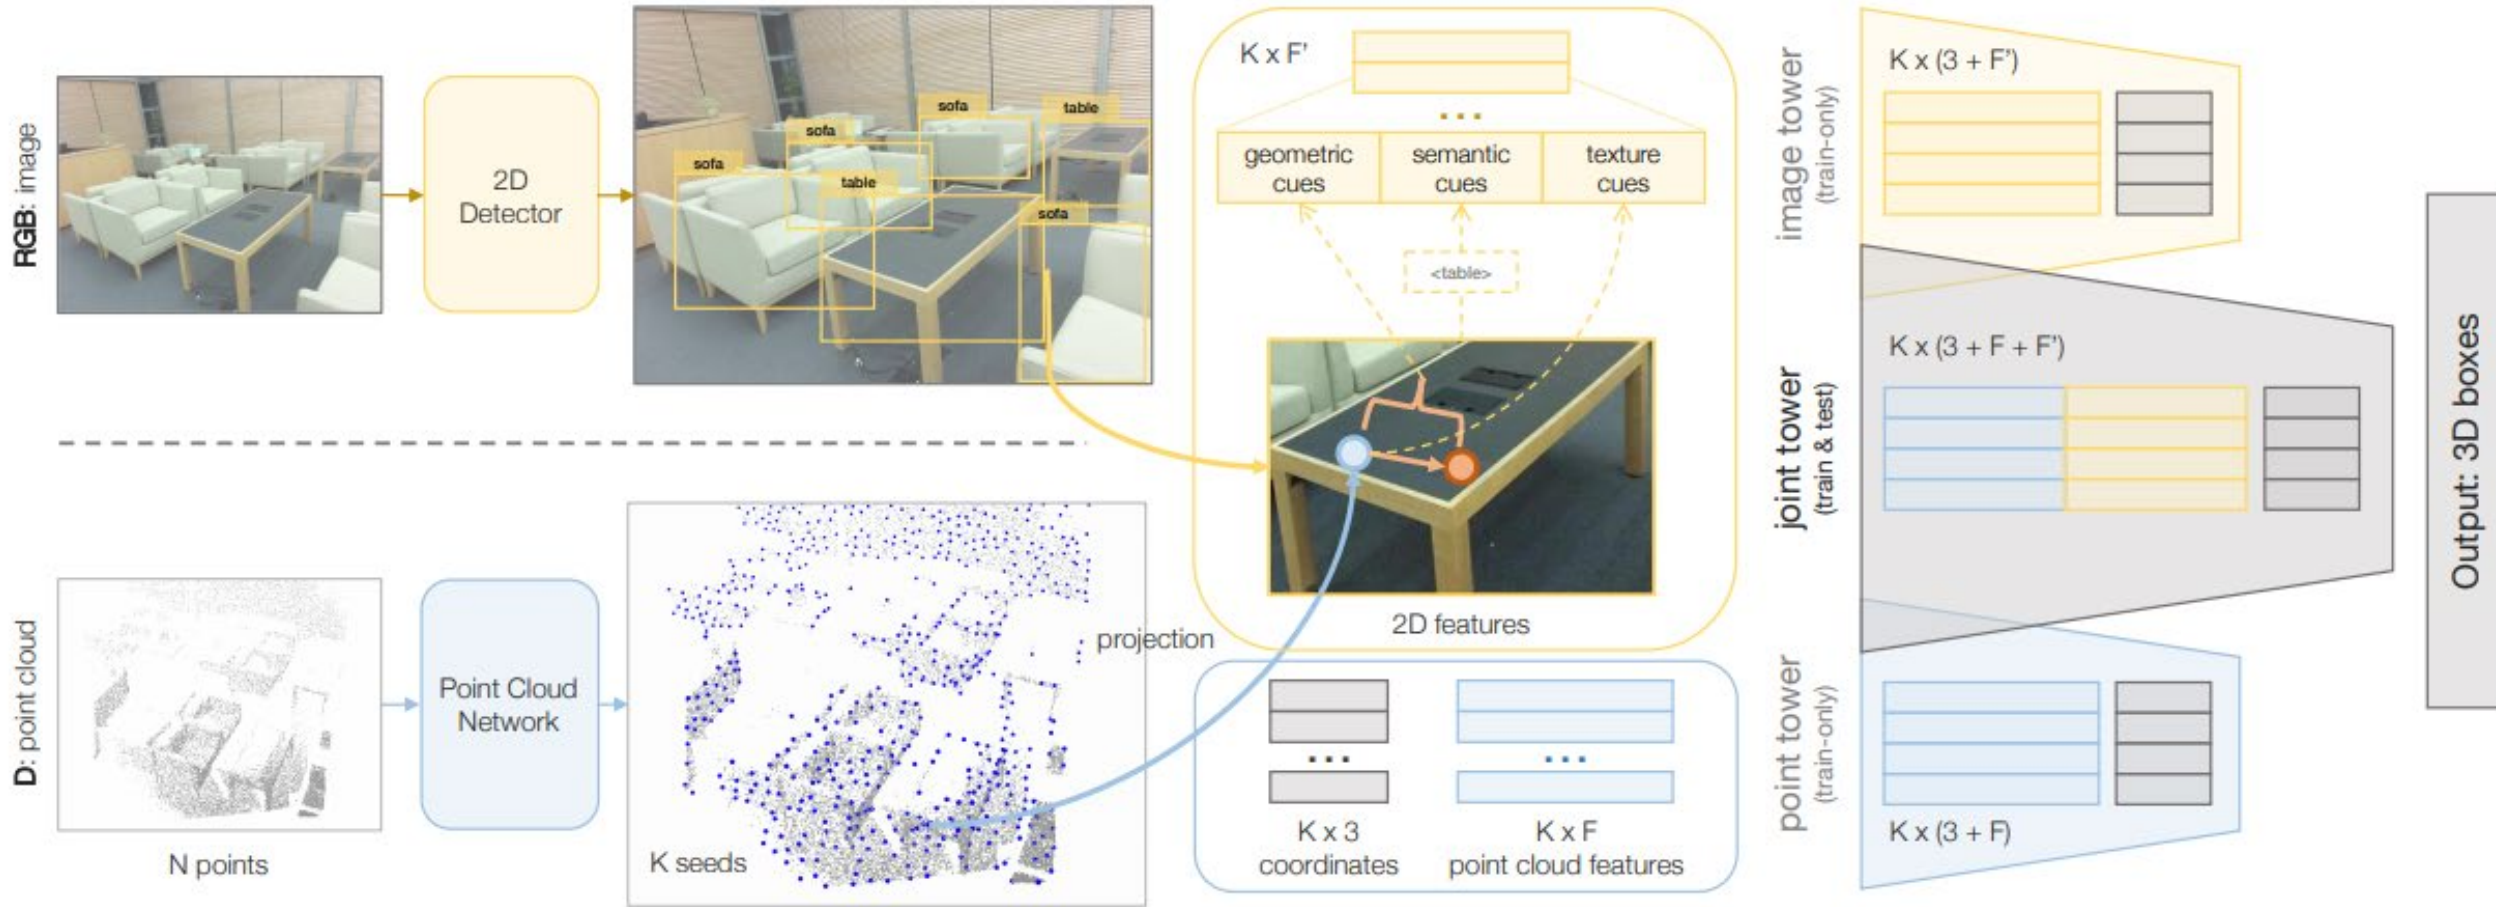 RGB: image
2D
Detector
sofa
table
sofa
sofa
table
sofa
K x F'
...
geometric
cues
semantic
cues
texture
cues
<table>
2D features
D: point cloud
N points
Point Cloud
Network
K seeds
projection
...
K x 3
coordinates
...
K x F
point cloud features
image tower
(train-only)
K x (3 + F')
joint tower
(train & test)
K x (3 + F + F')
point tower
(train-only)
K x (3 + F)
Output: 3D boxes